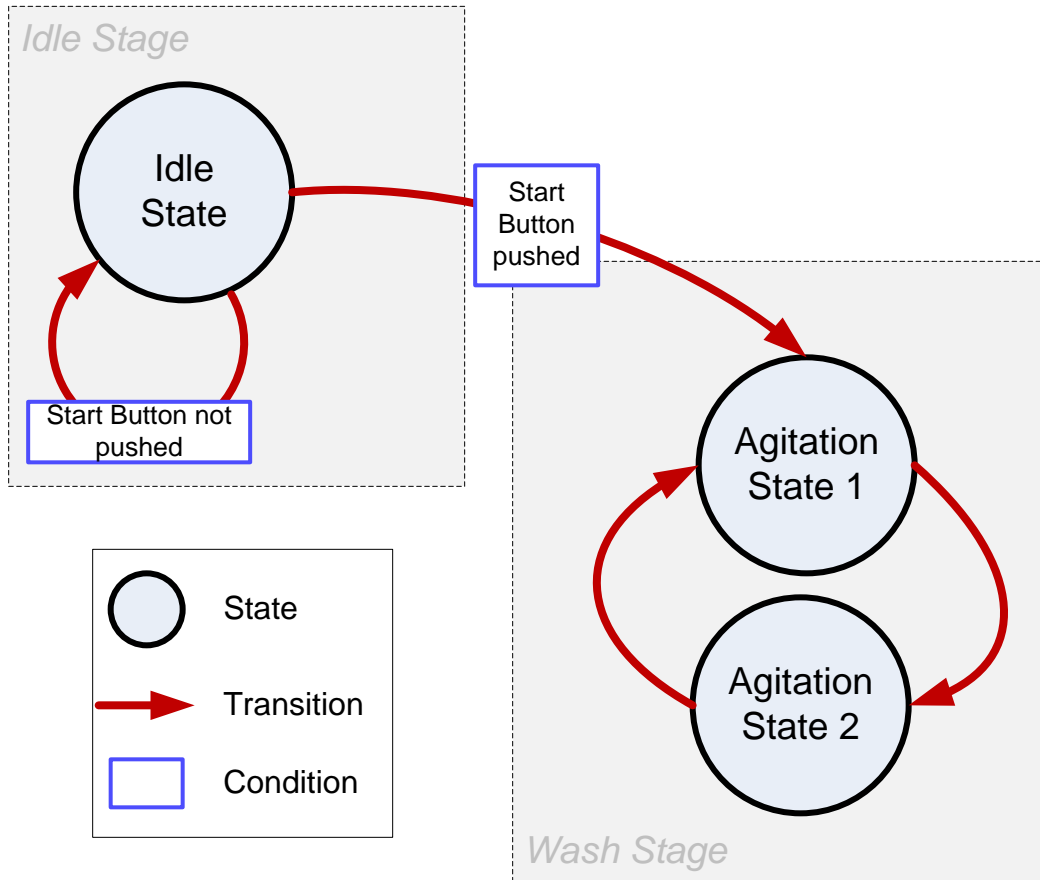 Idle Stage
Idle
State
Start
Button
pushed
Start Button not
pushed
Agitation
State 1
Agitation
State 2
State
Transition
Condition
Wash Stage